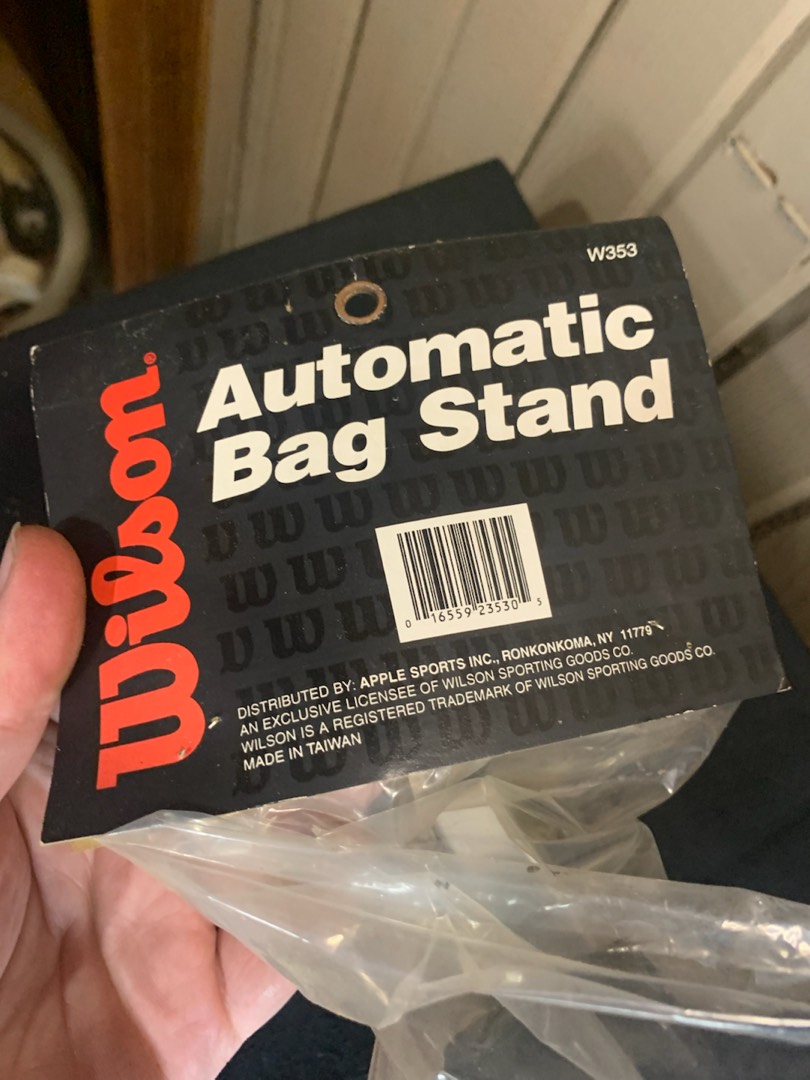 W353
Wilson®
Automatic
Bag Stand
0 16559 23530 5
DISTRIBUTED BY: APPLE SPORTS INC., RONKONKOMA, NY 11779
AN EXCLUSIVE LICENSEE OF WILSON SPORTING GOODS CO.
WILSON IS A REGISTERED TRADEMARK OF WILSON SPORTING GOODS CO.
MADE IN TAIWAN